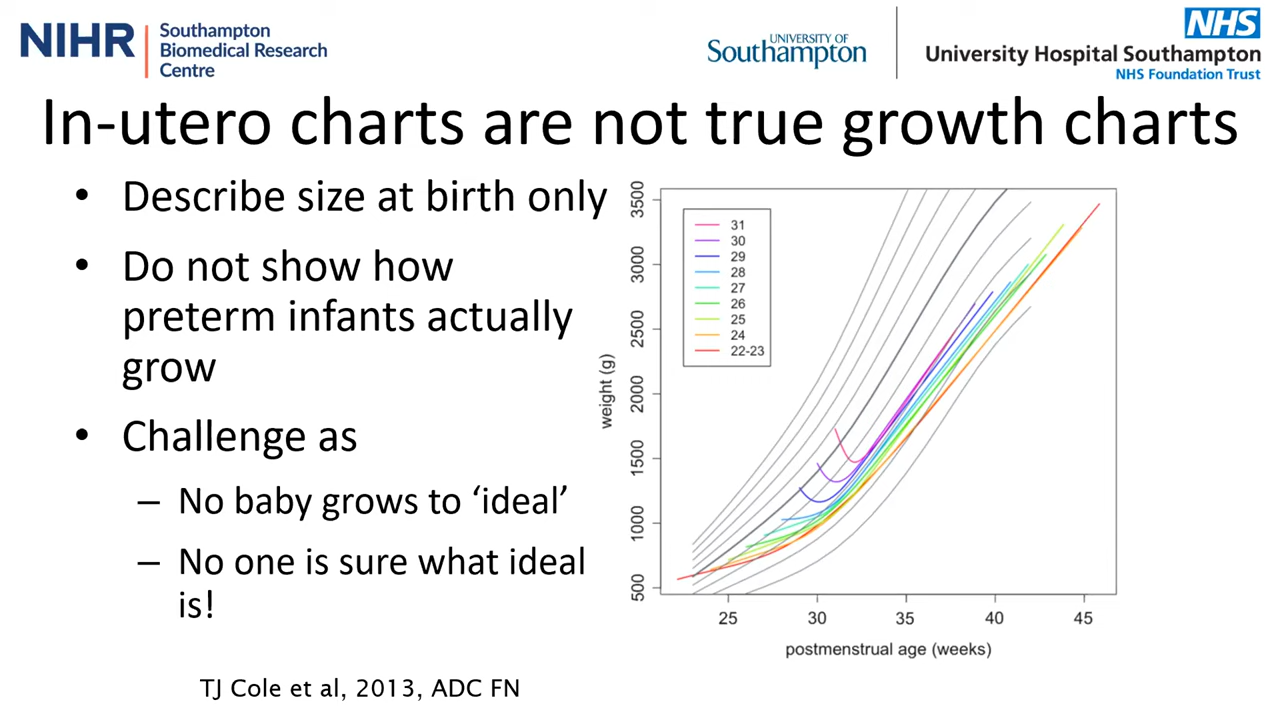 NIHR
Southampton
Biomedical Research
Centre
UNIVERSITY OF
Southampton
NHS
University Hospital Southampton
NHS Foundation Trust
In-utero charts are not true growth charts
• Describe size at birth only
• Do not show how
preterm infants actually
grow
• Challenge as
– No baby grows to ‘ideal’
– No one is sure what ideal
is!
TJ Cole et al, 2013, ADC FN
weight (g)
3500
3000
2500
2000
1500
1000
500
31
30
29
28
27
26
25
24
22-23
25 30 35 40 45
postmenstrual age (weeks)